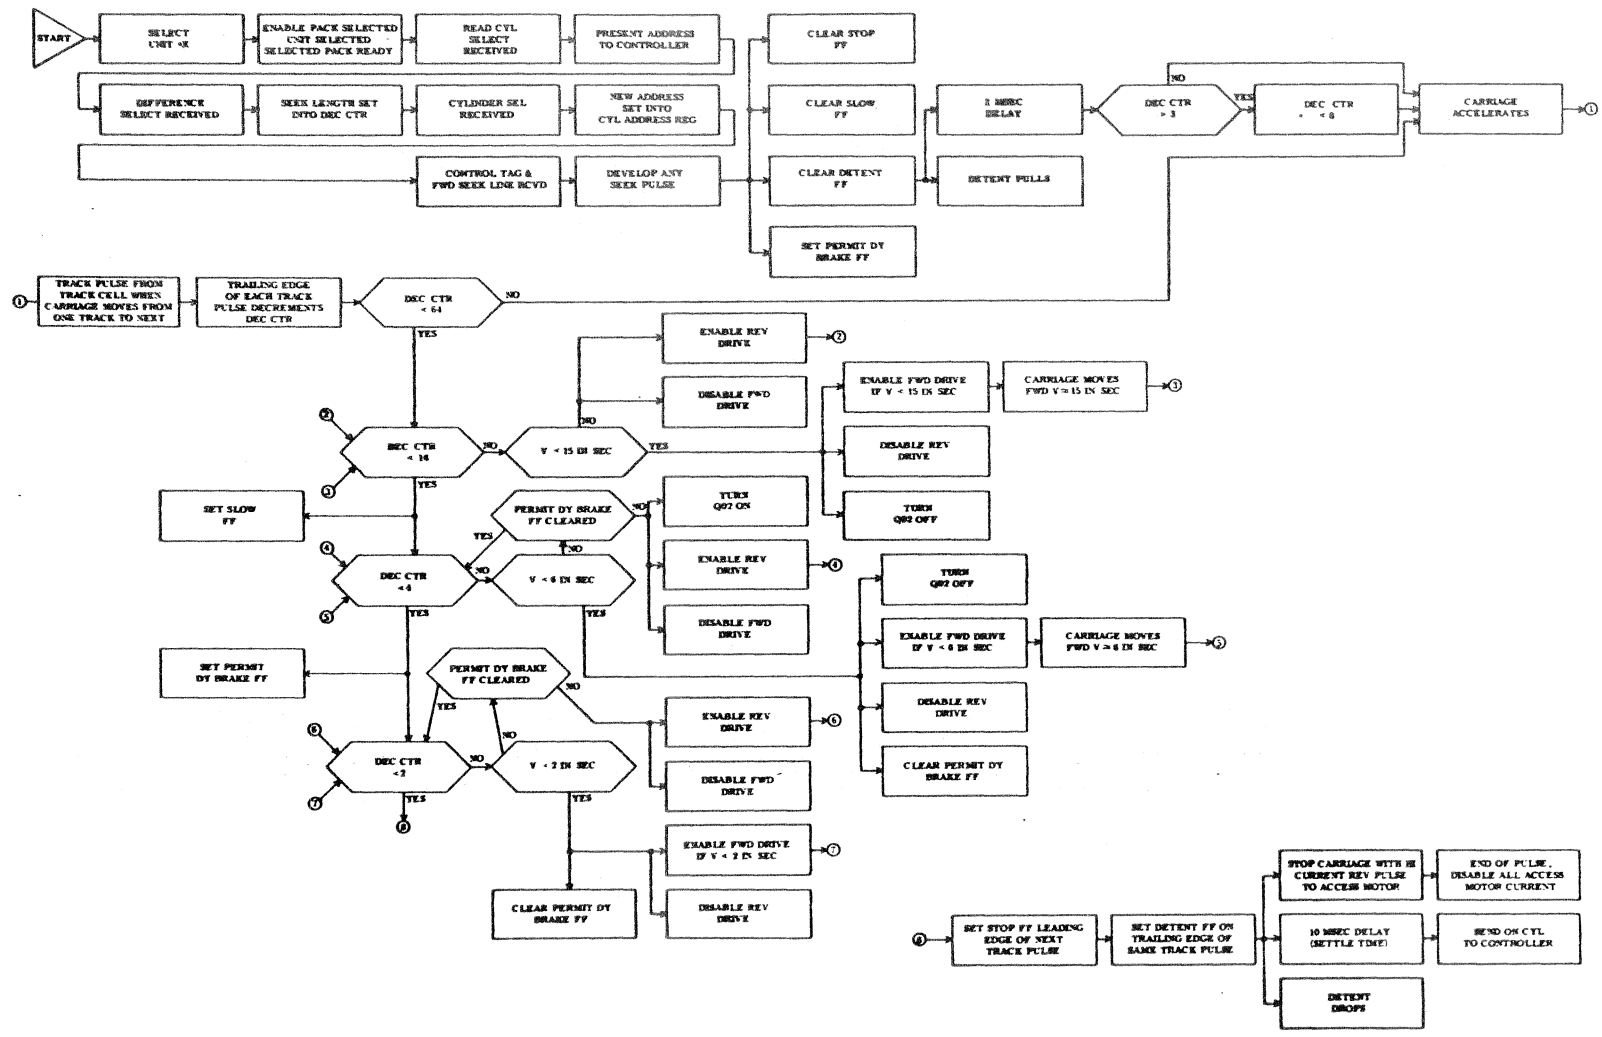 START
SELECT
UNIT
ENABLE PACK SELECTED
UNIT SELECTED
SELECTED PACK READY
READ CYL
SELECT
RECEIVED
PRESENT ADDRESS
TO CONTROLLER
DIFFERENCE
SELECT RECEIVED
SEEK LENGTH SET
INTO DEC CTR
CYLINDER SEL
RECEIVED
NEW ADDRESS
SET INTO
CYL ADDRESS REG
CONTROL TAG &
FWD SEEK LINE RCVD
DEVELOP ANY
SEEK PULSE
CLEAR STOP
FF
CLEAR SLOW
FF
CLEAR DETENT
FF
SET PERMIT DY
BRAKE FF
2 MSEC
DELAY
DETENT PULLS
DEC CTR
> 3
NO
YES
DEC CTR
< 8
CARRIAGE
ACCELERATES
1
1
TRACK PULSE FROM
TRACK CELL WHEN
CARRIAGE MOVES FROM
ONE TRACK TO NEXT
TRAILING EDGE
OF EACH TRACK
PULSE DECREMENTS
DEC CTR
DEC CTR
< 64
NO
YES
ENABLE REV
DRIVE
2
DISABLE FWD
DRIVE
NO
2
3
DEC CTR
< 16
NO
YES
V < 15 IN SEC
YES
ENABLE FWD DRIVE
IF V < 15 IN SEC
CARRIAGE MOVES
FWD V = 15 IN SEC
3
DISABLE REV
DRIVE
TURN
Q02 OFF
SET SLOW
FF
PERMIT DY BRAKE
FF CLEARED
NO
YES
NO
TURN
Q02 ON
ENABLE REV
DRIVE
4
DISABLE FWD
DRIVE
4
5
DEC CTR
NO
YES
V < 6 IN SEC
YES
TURN
Q02 OFF
ENABLE FWD DRIVE
IF V < 6 IN SEC
CARRIAGE MOVES
FWD V = 6 IN SEC
5
DISABLE REV
DRIVE
CLEAR PERMIT DY
BRAKE FF
SET PERMIT
DY BRAKE FF
PERMIT DY BRAKE
FF CLEARED
NO
YES
NO
ENABLE REV
DRIVE
6
DISABLE FWD
DRIVE
6
7
DEC CTR
< 2
NO
YES
8
V < 2 IN SEC
YES
ENABLE FWD DRIVE
IF V < 2 IN SEC
7
DISABLE REV
DRIVE
CLEAR PERMIT DY
BRAKE FF
8
SET STOP FF LEADING
EDGE OF NEXT
TRACK PULSE
SET DETENT FF ON
TRAILING EDGE OF
SAME TRACK PULSE
STOP CARRIAGE WITH HI
CURRENT REV PULSE
TO ACCESS MOTOR
END OF PULSE,
DISABLE ALL ACCESS
MOTOR CURRENT
10 MSEC DELAY
(SETTLE TIME)
SEND ON CYL
TO CONTROLLER
DETENT
DROPS